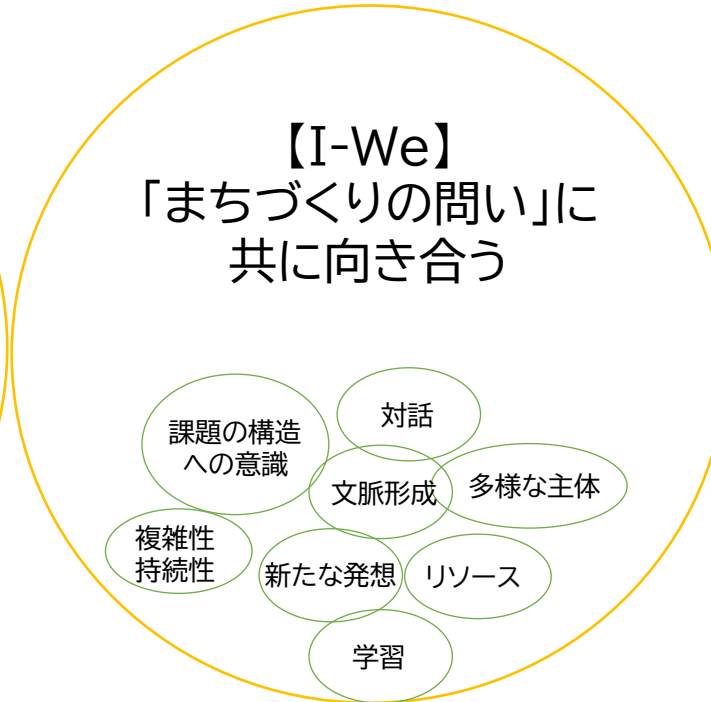 【I-We】
「まちづくりの問い」に
共に向き合う
対話
課題の構造
への意識
文脈形成
多様な主体
複雑性
持続性
新たな発想
リソース
学習